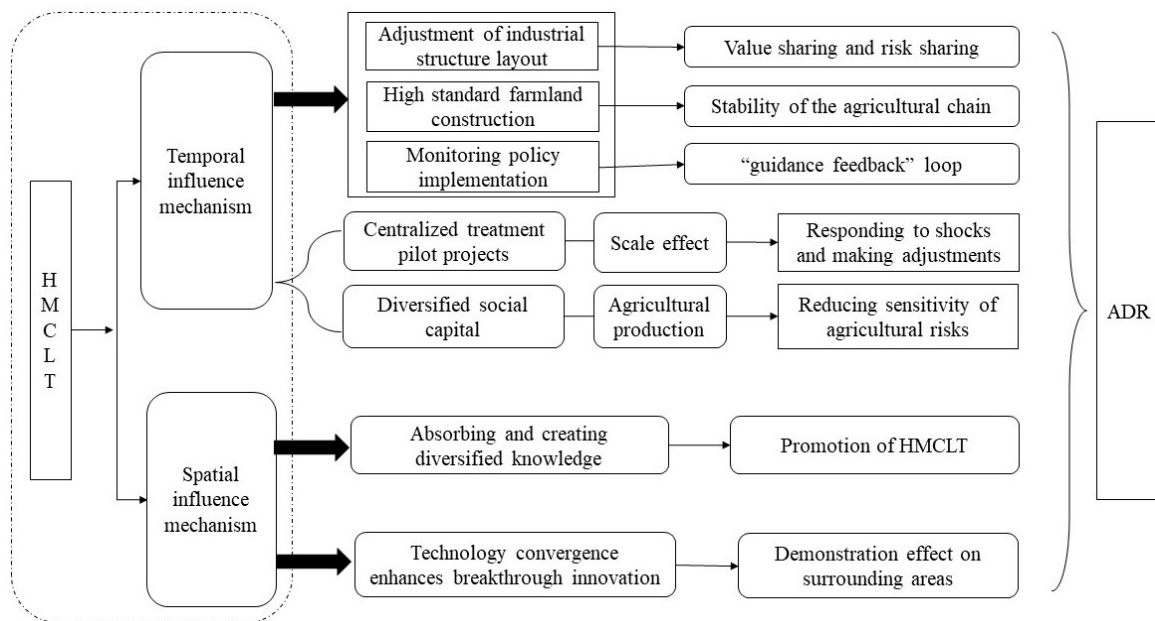 HMCLT
Temporal
influence
mechanism
Adjustment of industrial
structure layout
Value sharing and risk sharing
High standard farmland
construction
Stability of the agricultural chain
Monitoring policy
implementation
“guidance feedback” loop
Centralized treatment
pilot projects
Scale effect
Responding to shocks
and making adjustments
Diversified social
capital
Agricultural
production
Reducing sensitivity of
agricultural risks
Spatial
influence
mechanism
Absorbing and creating
diversified knowledge
Promotion of HMCLT
Technology convergence
enhances breakthrough innovation
Demonstration effect on
surrounding areas
ADR